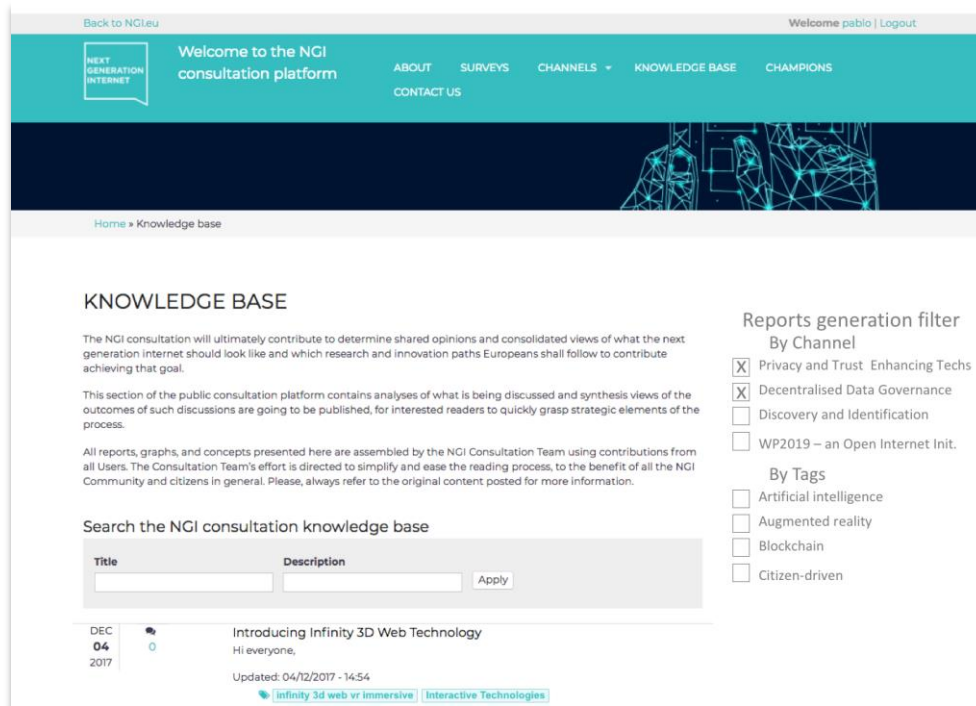 Back to NGI.eu
Welcome pablo | Logout
NEXT
GENERATION
INTERNET
Welcome to the NGI
consultation platform
ABOUT SURVEYS CHANNELS KNOWLEDGE BASE CHAMPIONS
CONTACT US
Home » Knowledge base
KNOWLEDGE BASE
The NGI consultation will ultimately contribute to determine shared opinions and consolidated views of what the next
generation internet should look like and which research and innovation paths Europeans shall follow to contribute
achieving that goal.
This section of the public consultation platform contains analyses of what is being discussed and synthesis views of the
outcomes of such discussions are going to be published, for interested readers to quickly grasp strategic elements of the
process.
All reports, graphs, and concepts presented here are assembled by the NGI Consultation Team using contributions from
all Users. The Consultation Team's effort is directed to simplify and ease the reading process, to the benefit of all the NGI
Community and citizens in general. Please, always refer to the original content posted for more information.
Search the NGI consultation knowledge base
Title Description
Apply
DEC
04
2017
0
Introducing Infinity 3D Web Technology
Hi everyone,
Updated: 04/12/2017 - 14:54
infinity 3d web vr immersive Interactive Technologies
Reports generation filter
By Channel
X Privacy and Trust Enhancing Techs
X Decentralised Data Governance
Discovery and Identification
WP2019 – an Open Internet Init.
By Tags
Artificial intelligence
Augmented reality
Blockchain
Citizen-driven